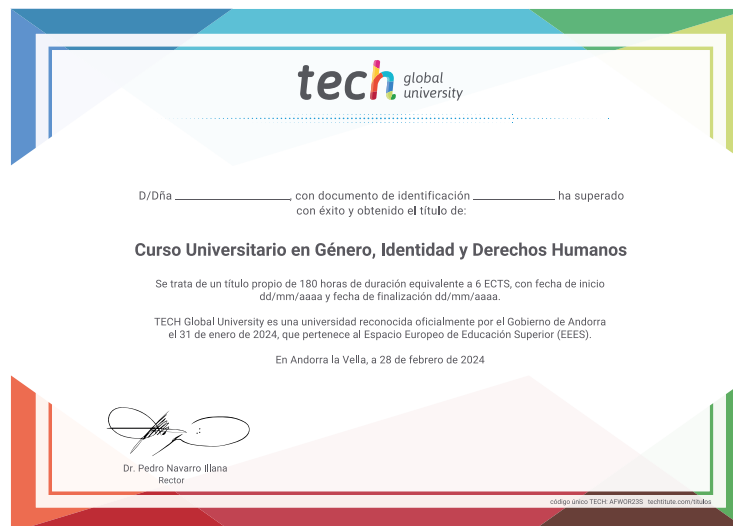 tech global
university
D/Dña ____________________, con documento de identificación ______________ ha superado
con éxito y obtenido el título de:
Curso Universitario en Género, Identidad y Derechos Humanos
Se trata de un título propio de 180 horas de duración equivalente a 6 ECTS, con fecha de inicio
dd/mm/aaaa y fecha de finalización dd/mm/aaaa.
TECH Global University es una universidad reconocida oficialmente por el Gobierno de Andorra
el 31 de enero de 2024, que pertenece al Espacio Europeo de Educación Superior (EEES).
En Andorra la Vella, a 28 de febrero de 2024
Dr. Pedro Navarro Illana
Rector
código único TECH: AFWOR23S techtitute.com/titulos